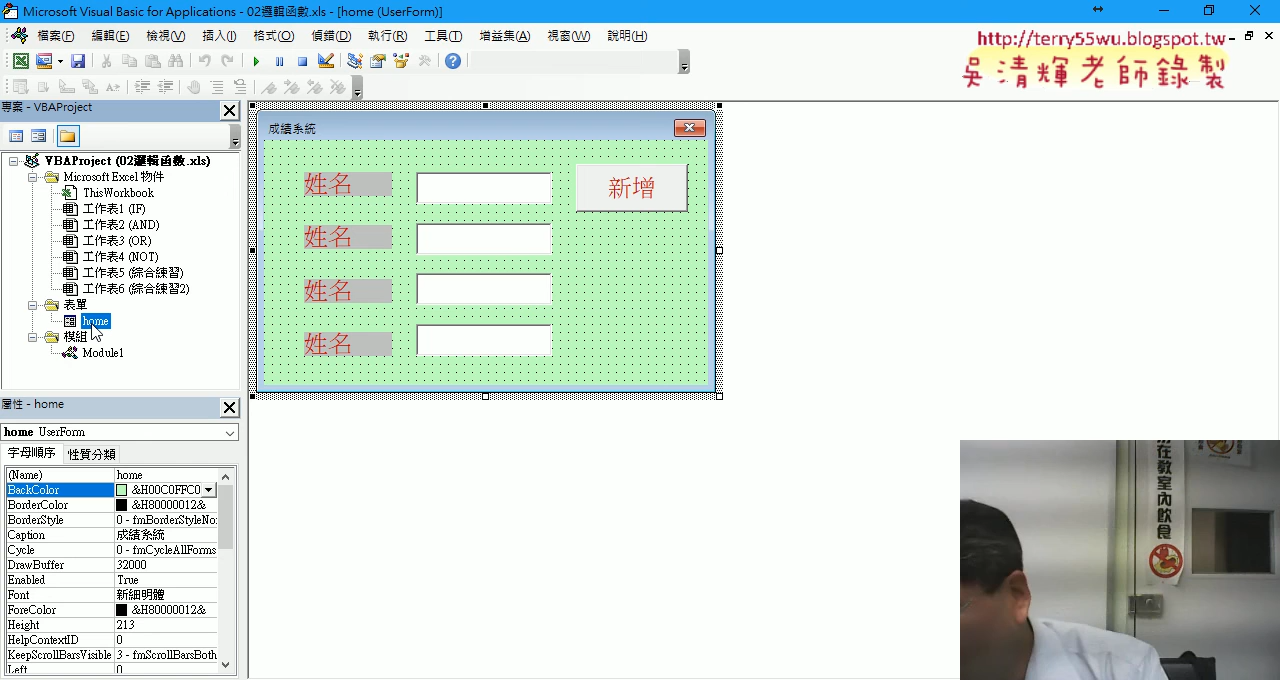 Microsoft Visual Basic for Applications - 02邏輯函數.xls - [home (UserForm)]
檔案(F) 編輯(E) 檢視(V) 插入(I) 格式(O) 偵錯(D) 執行(R) 工具(T) 增益集(A) 視窗(W) 說明(H)
http://terry55wu.blogspot.tw
吳清輝老師錄製
專案 - VBAProject
VBAProject (02邏輯函數.xls)
Microsoft Excel 物件
ThisWorkbook
工作表1 (IF)
工作表2 (AND)
工作表3 (OR)
工作表4 (NOT)
工作表5 (綜合練習)
工作表6 (綜合練習2)
表單
home
模組
Module1
屬性 - home
home UserForm
字母順序 性質分類
(Name) home
BackColor &H00C0FFC0
BorderColor &H80000012&
BorderStyle 0 - fmBorderStyleNo
Caption 成績系統
Cycle 0 - fmCycleAllForms
DrawBuffer 32000
Enabled True
Font 新細明體
ForeColor &H80000012&
Height 213
HelpContextID 0
KeepScrollBarsVisible 3 - fmScrollBarsBoth
Left 0
成績系統
姓名
新增
姓名
姓名
姓名
在教室內飲食